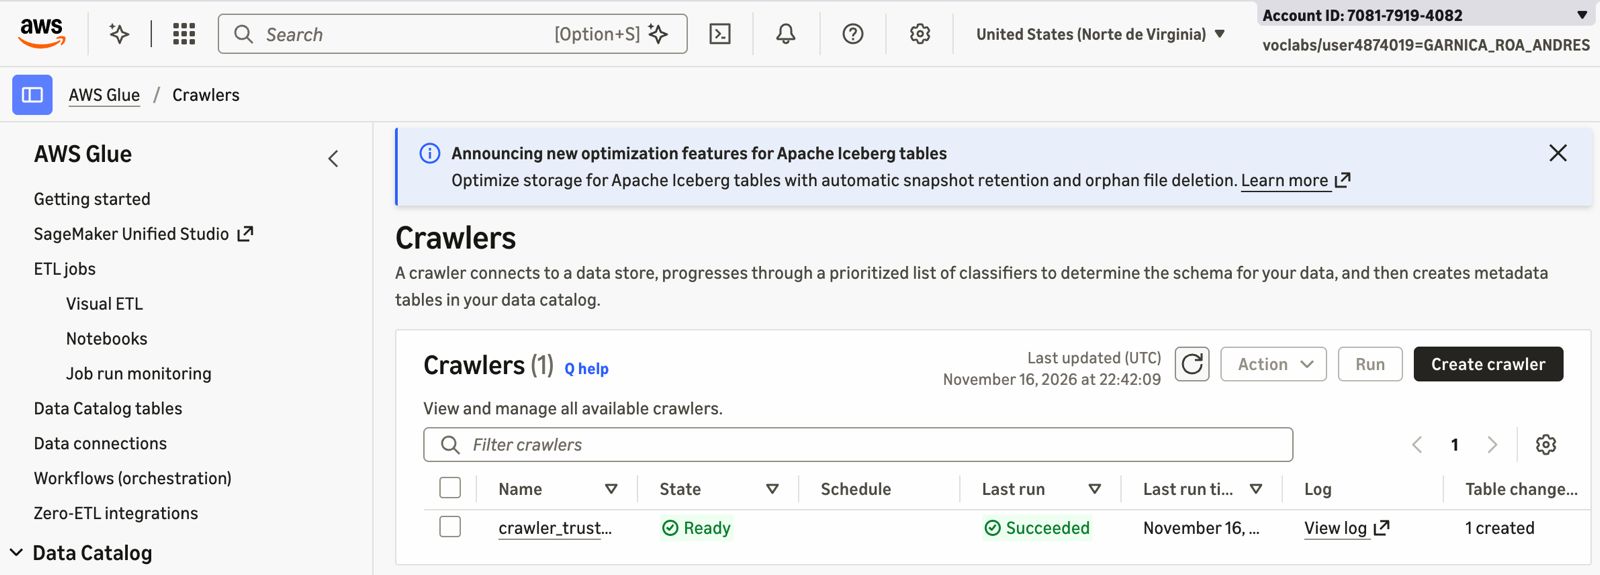 aws
Search
[Option+S]
United States (Norte de Virginia)
Account ID: 7081-7919-4082
voclabs/user4874019=GARNICA_ROA_ANDRES
AWS Glue / Crawlers
AWS Glue
Getting started
SageMaker Unified Studio
ETL jobs
Visual ETL
Notebooks
Job run monitoring
Data Catalog tables
Data connections
Workflows (orchestration)
Zero-ETL integrations
Data Catalog
Announcing new optimization features for Apache Iceberg tables
Optimize storage for Apache Iceberg tables with automatic snapshot retention and orphan file deletion. Learn more
Crawlers
A crawler connects to a data store, progresses through a prioritized list of classifiers to determine the schema for your data, and then creates metadata
tables in your data catalog.
Crawlers (1) Q help
Last updated (UTC)
November 16, 2026 at 22:42:09
Action
Run
Create crawler
View and manage all available crawlers.
Filter crawlers
1
Name State Schedule Last run Last run ti... Log Table change...
crawler_trust... Ready Succeeded November 16, ... View log 1 created